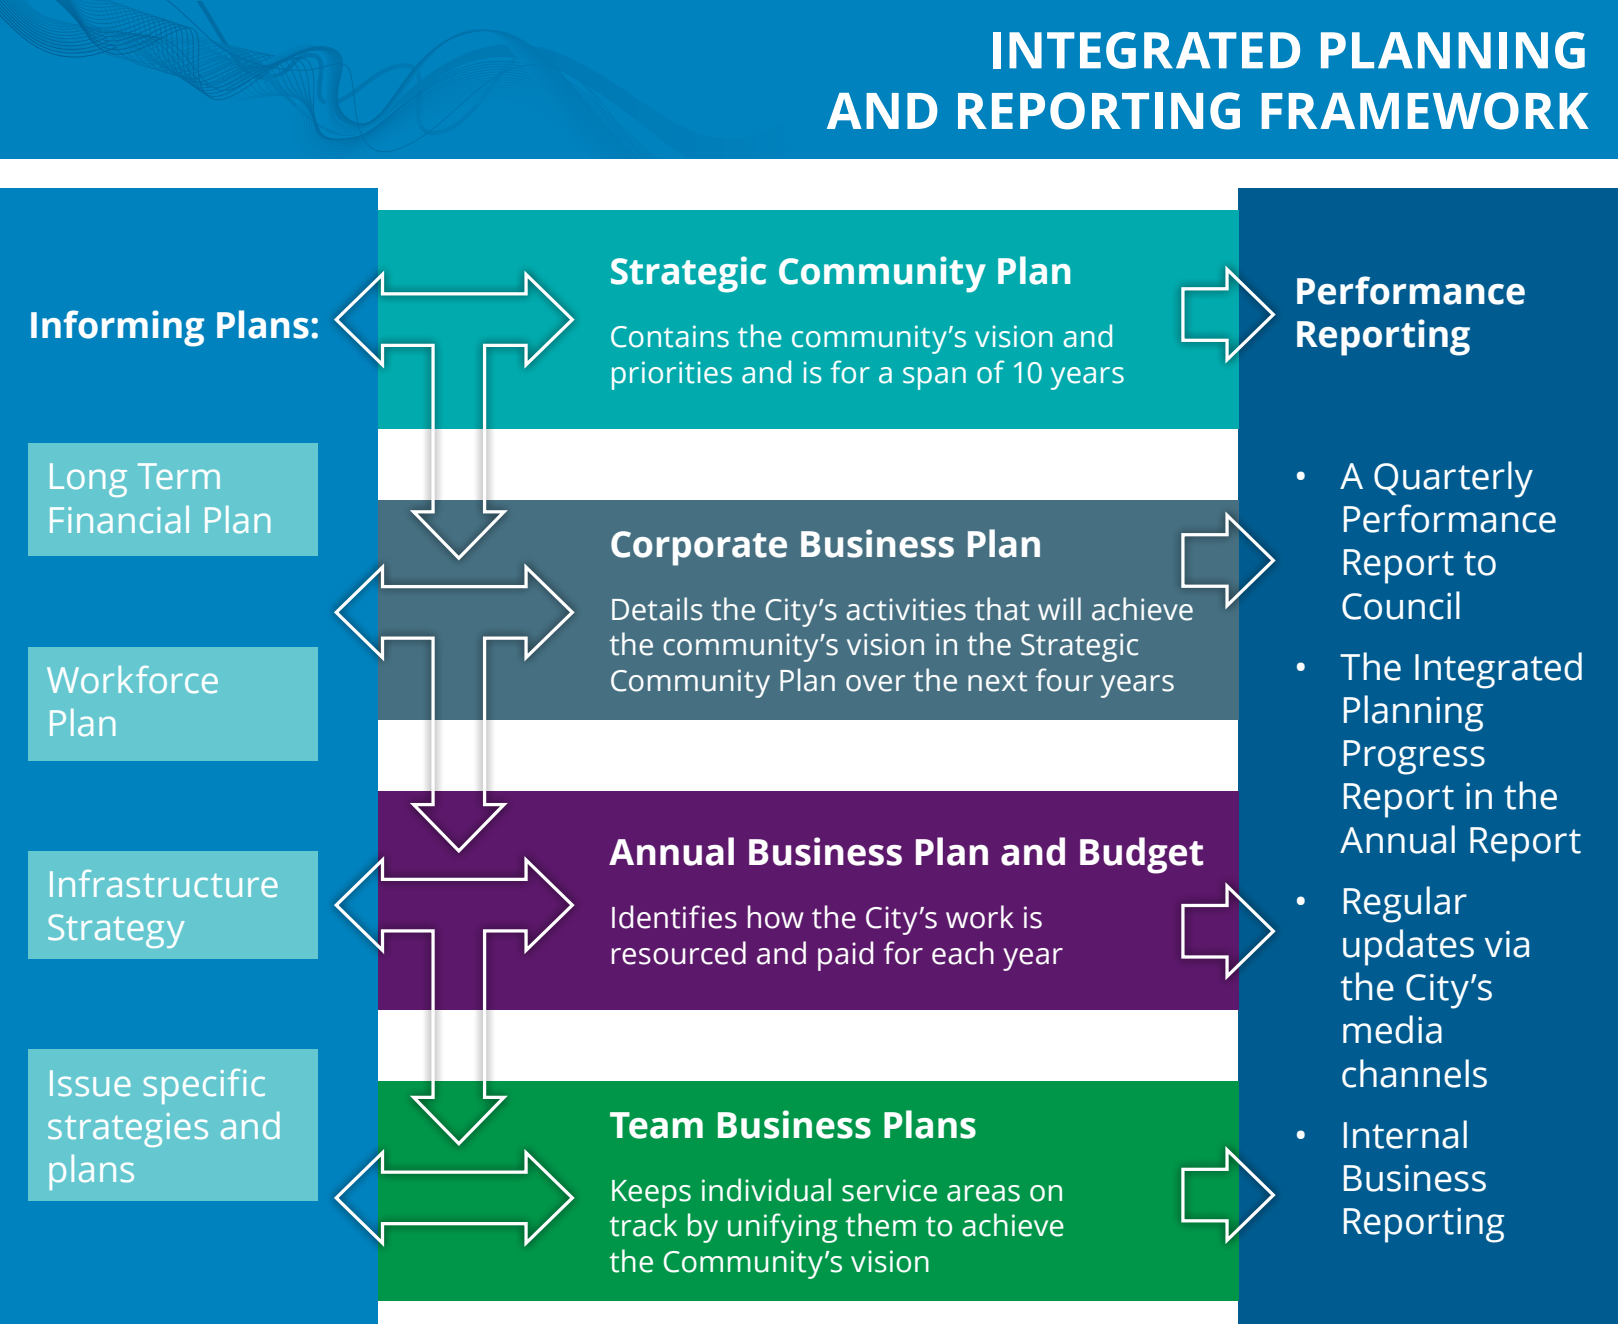 INTEGRATED PLANNING
AND REPORTING FRAMEWORK
Informing Plans:
Long Term
Financial Plan
Workforce
Plan
Infrastructure
Strategy
Issue specific
strategies and
plans
Strategic Community Plan
Contains the community’s vision and
priorities and is for a span of 10 years
Corporate Business Plan
Details the City’s activities that will achieve
the community’s vision in the Strategic
Community Plan over the next four years
Annual Business Plan and Budget
Identifies how the City’s work is
resourced and paid for each year
Team Business Plans
Keeps individual service areas on
track by unifying them to achieve
the Community’s vision
Performance
Reporting
• A Quarterly
Performance
Report to
Council
• The Integrated
Planning
Progress
Report in the
Annual Report
• Regular
updates via
the City’s
media
channels
• Internal
Business
Reporting